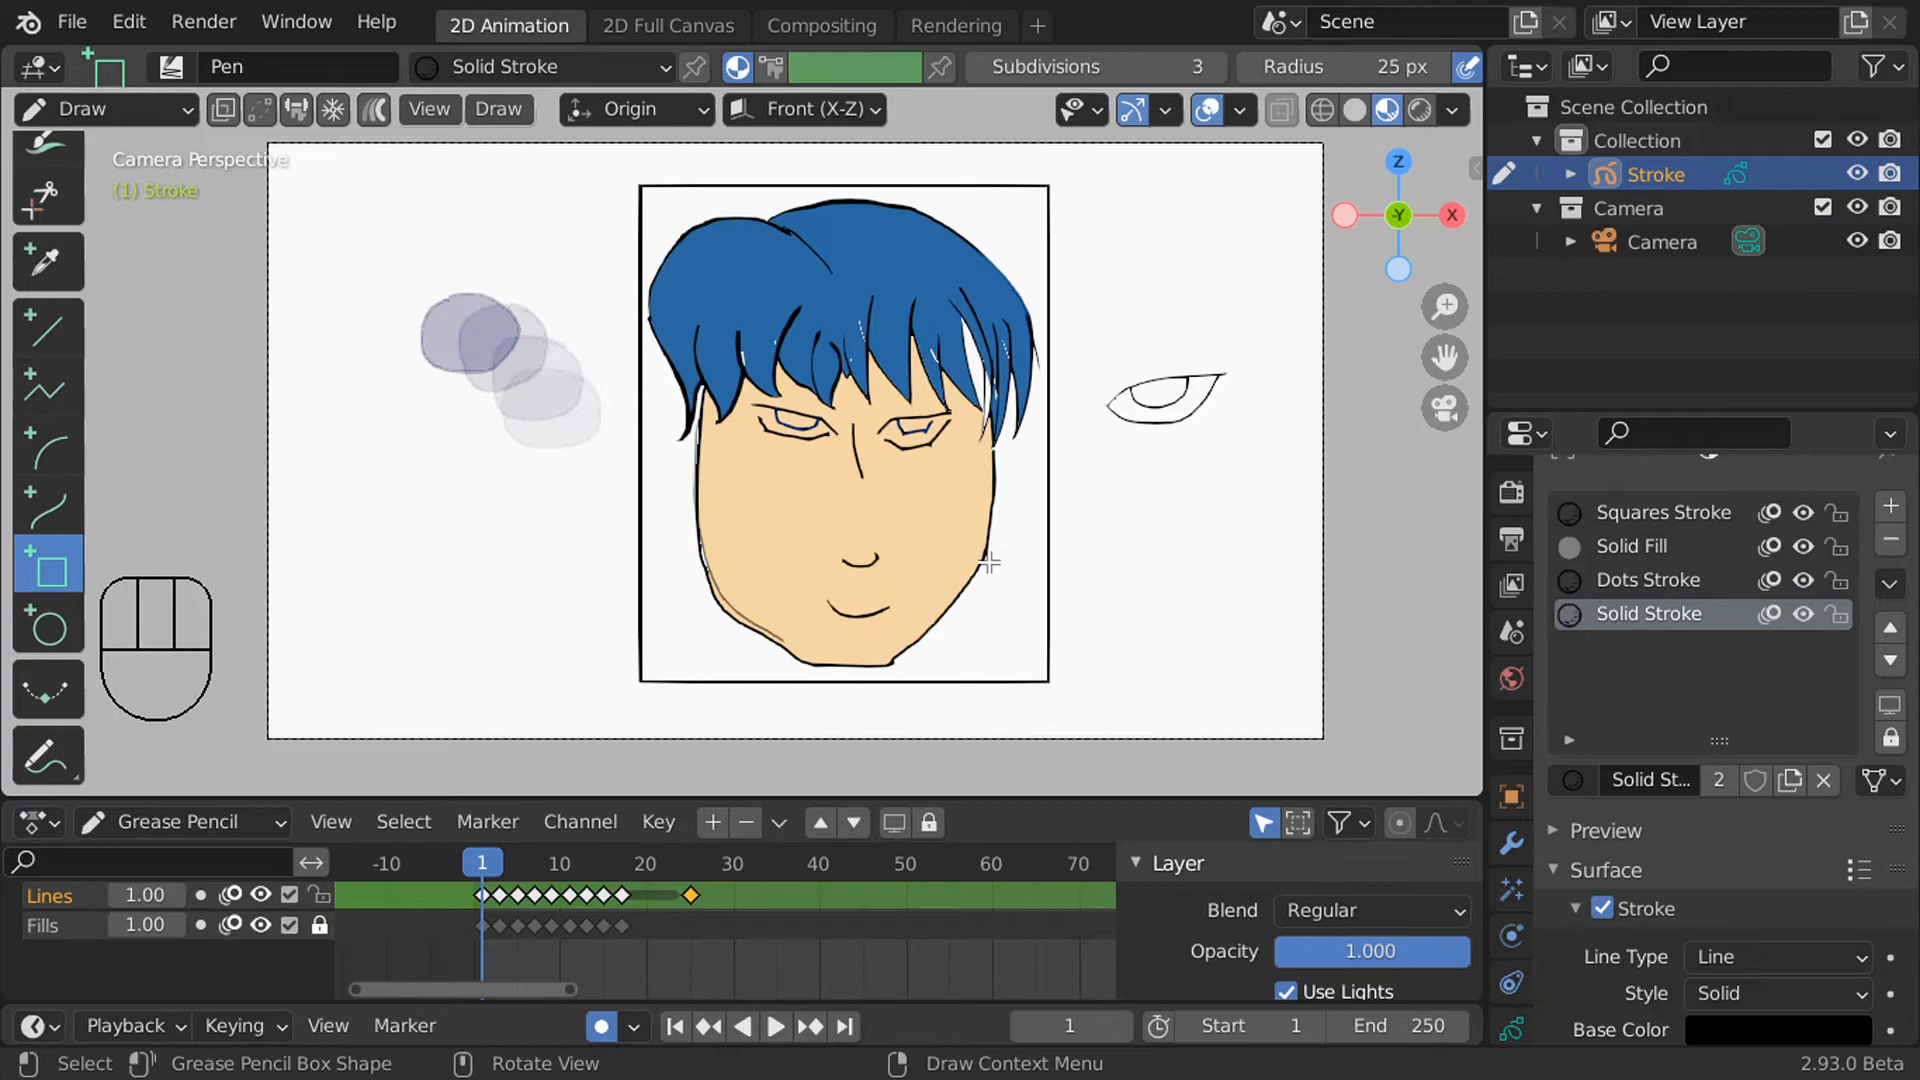 File Edit Render Window Help 2D Animation 2D Full Canvas Compositing Rendering + Scene View Layer
Pen Solid Stroke Subdivisions 3 Radius 25 px
Draw View Draw Origin Front (X-Z)
Camera Perspective
(1) Stroke
Z
-Y
X
Scene Collection
Collection
Stroke
Camera
Camera
Squares Stroke
Solid Fill
Dots Stroke
Solid Stroke
Solid St... 2
Preview
Surface
Stroke
Line Type Line
Style Solid
Base Color
Grease Pencil View Select Marker Channel Key
-10 1 10 20 30 40 50 60 70
Lines 1.00
Fills 1.00
Layer
Blend Regular
Opacity 1.000
Use Lights
Playback Keying View Marker 1 Start 1 End 250
Select Grease Pencil Box Shape Rotate View Draw Context Menu 2.93.0 Beta